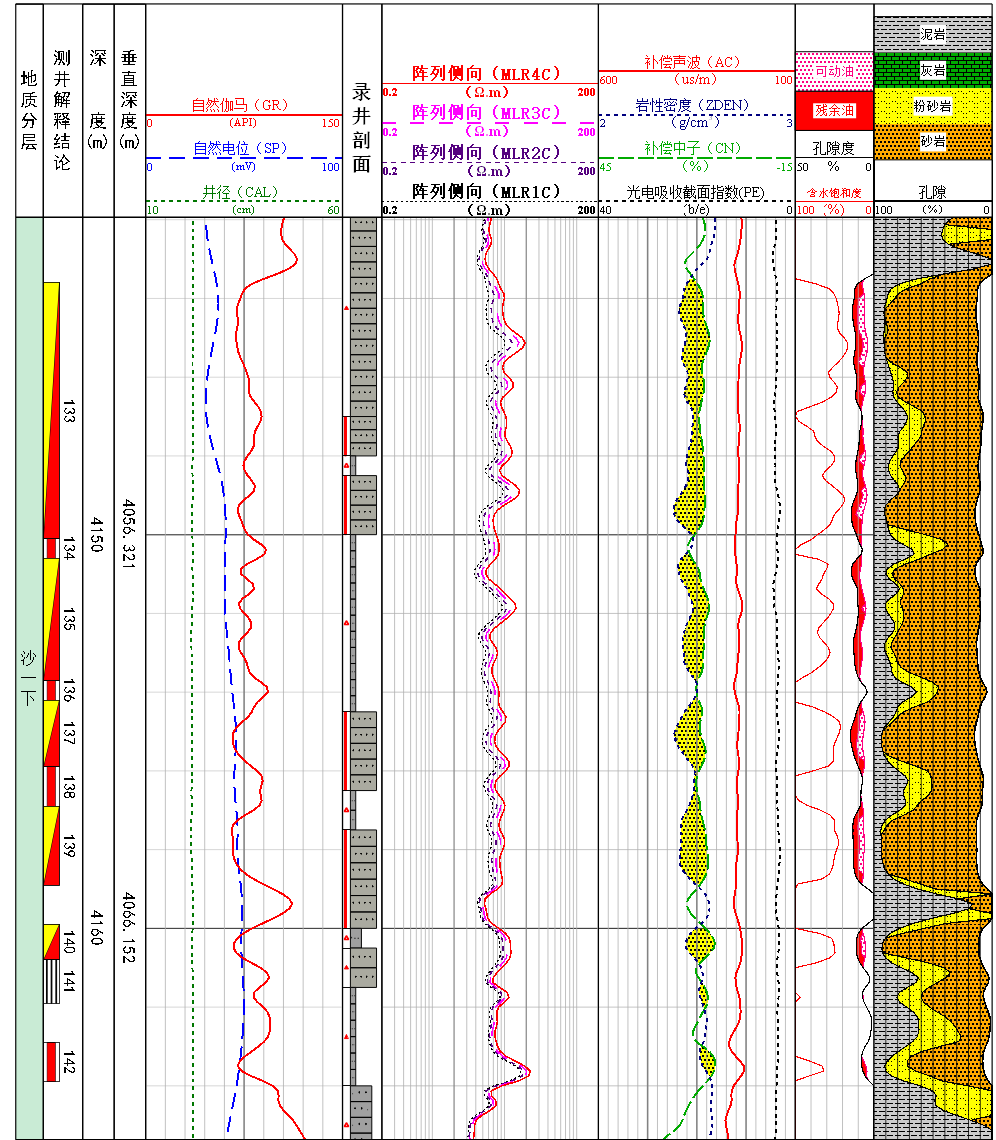 地质分层
测井解释结论
深 度(m)
垂直深度(m)
自然伽马(GR)
0 (API) 150
自然电位(SP)
0 (mV) 100
井径(CAL)
10 (cm) 60
录井剖面
阵列侧向(MLR4C)
0.2 (Ω.m) 200
阵列侧向(MLR3C)
0.2 (Ω.m) 200
阵列侧向(MLR2C)
0.2 (Ω.m) 200
阵列侧向(MLR1C)
0.2 (Ω.m) 200
补偿声波(AC)
600 (us/m) 100
岩性密度(ZDEN)
2 (g/cm 3
补偿中子(CN)
45 (%) -15
光电吸收截面指数(PE)
40 (b/e) 0
可动油
残余油
孔隙度
50 % 0
含水饱和度
100 (%) 0
泥岩
灰岩
粉砂岩
砂岩
孔隙
100 (%) 0
沙一下
133
134
135
136
137
138
139
140
141
142
4150
4160
4056.321
4066.152